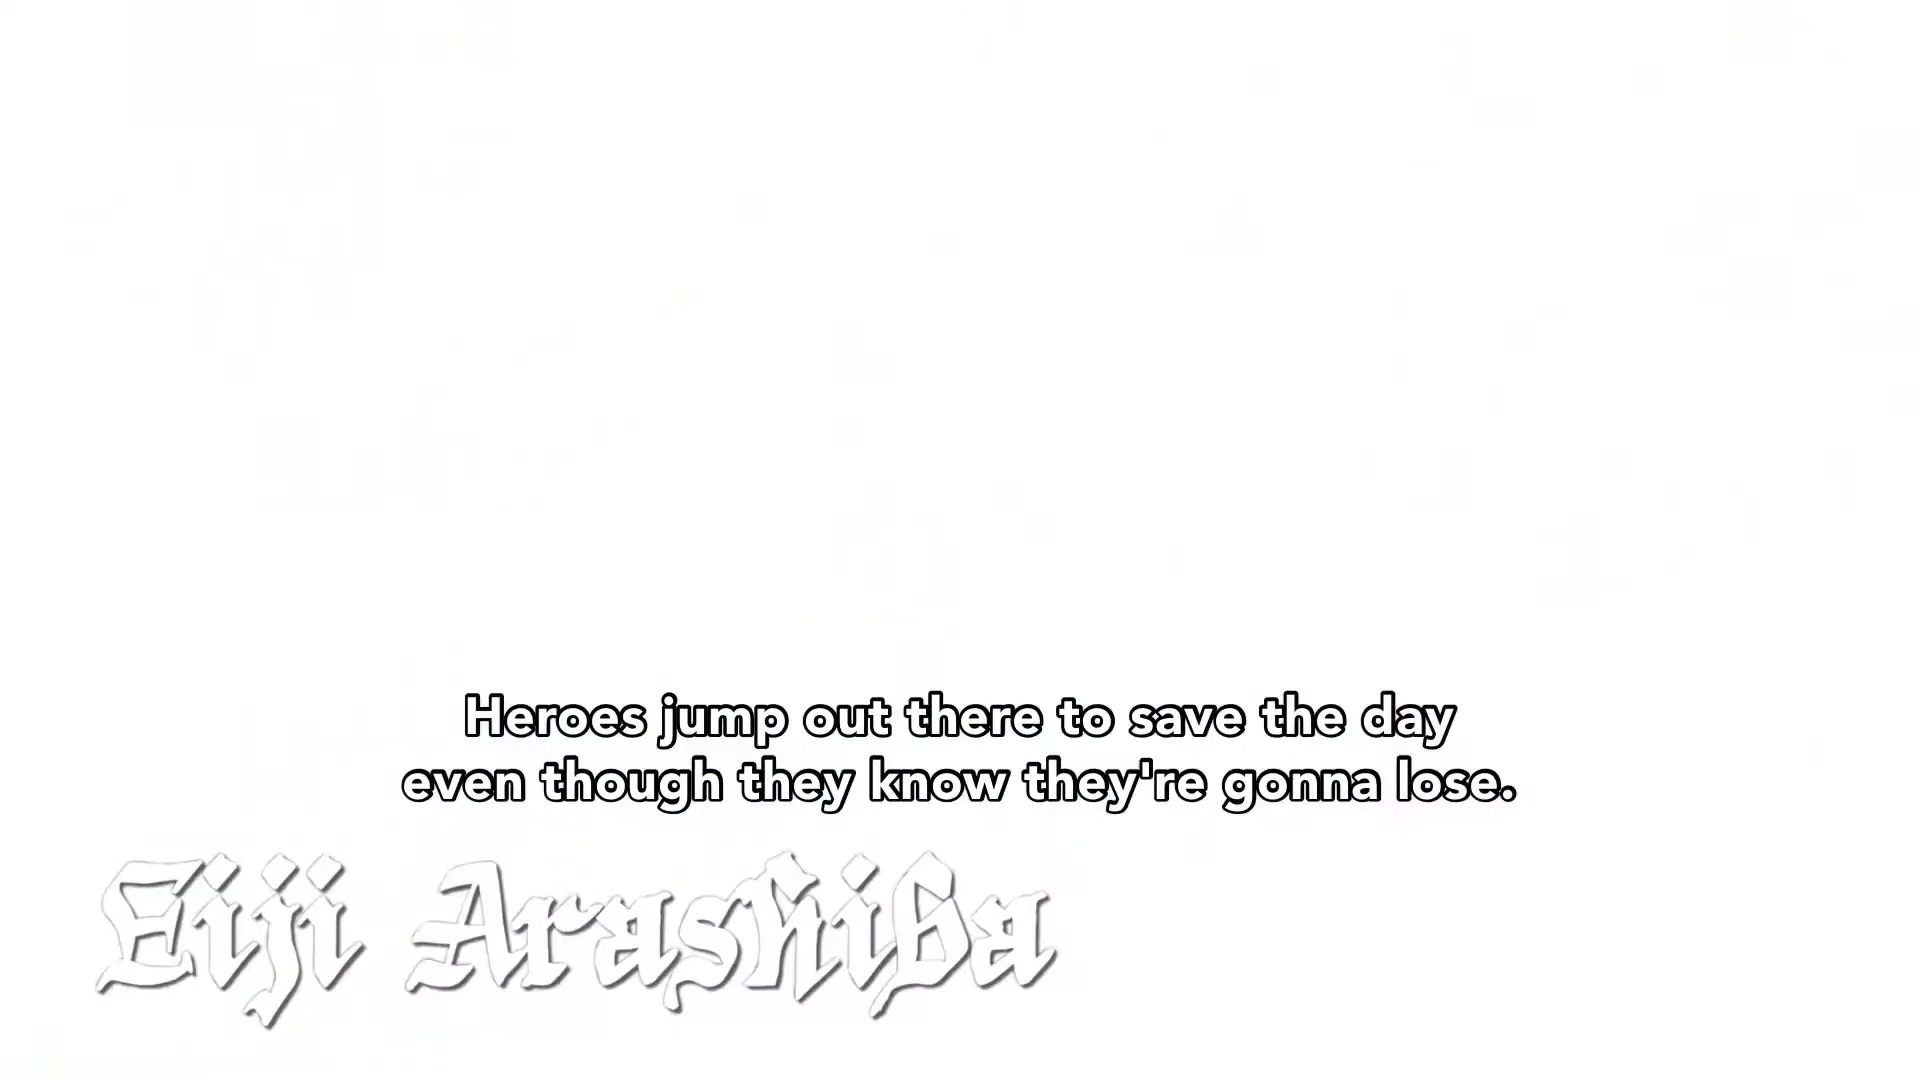 Heroes jump out there to save the day
even though they know they're gonna lose.
Eiji Arashiba